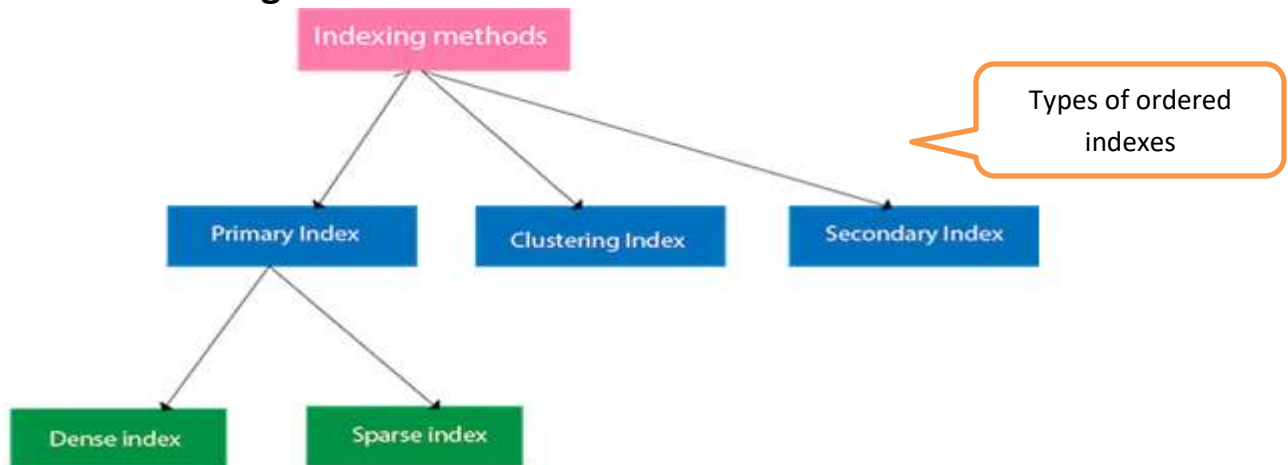 Indexing methods
Types of ordered
indexes
Primary Index
Clustering Index
Secondary Index
Dense index
Sparse index